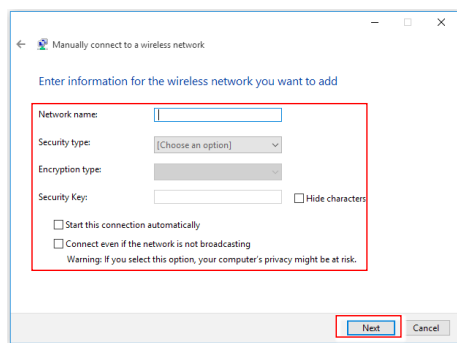 Manually connect to a wireless network
Enter information for the wireless network you want to add
Network name:
Security type: [Choose an option]
Encryption type:
Security Key: Hide characters
Start this connection automatically
Connect even if the network is not broadcasting
Warning: If you select this option, your computer's privacy might be at risk.
Next Cancel